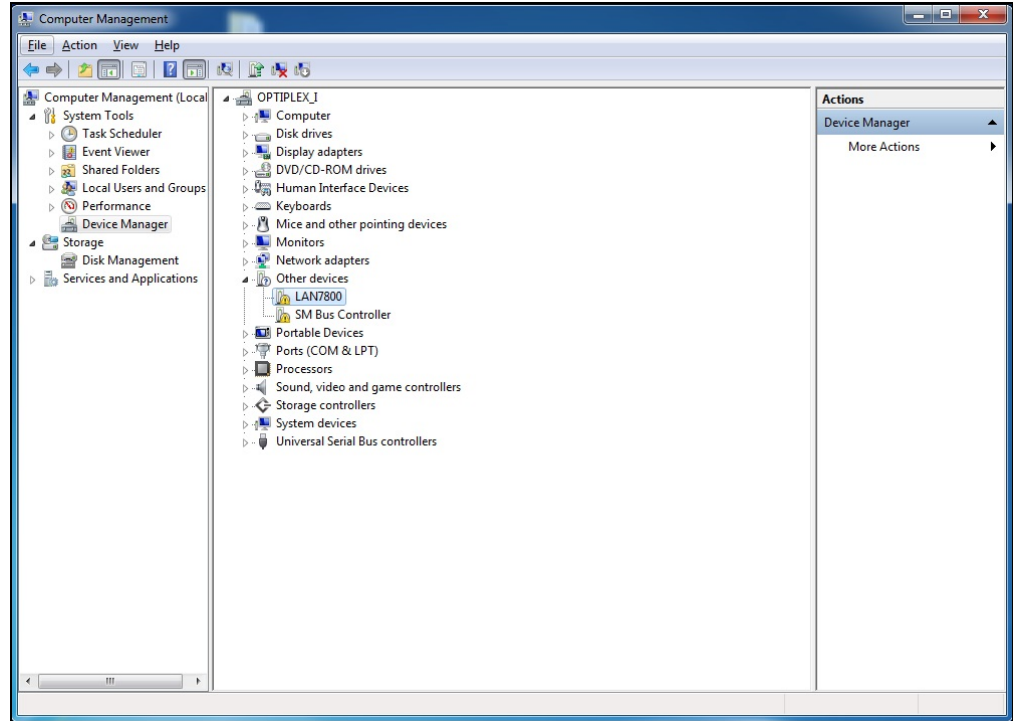 Computer Management
File Action View Help
Computer Management (Local
System Tools
Task Scheduler
Event Viewer
Shared Folders
Local Users and Groups
Performance
Device Manager
Storage
Disk Management
Services and Applications
OPTIPLEX_I
Computer
Disk drives
Display adapters
DVD/CD-ROM drives
Human Interface Devices
Keyboards
Mice and other pointing devices
Monitors
Network adapters
Other devices
LAN7800
SM Bus Controller
Portable Devices
Ports (COM & LPT)
Processors
Sound, video and game controllers
Storage controllers
System devices
Universal Serial Bus controllers
Actions
Device Manager
More Actions